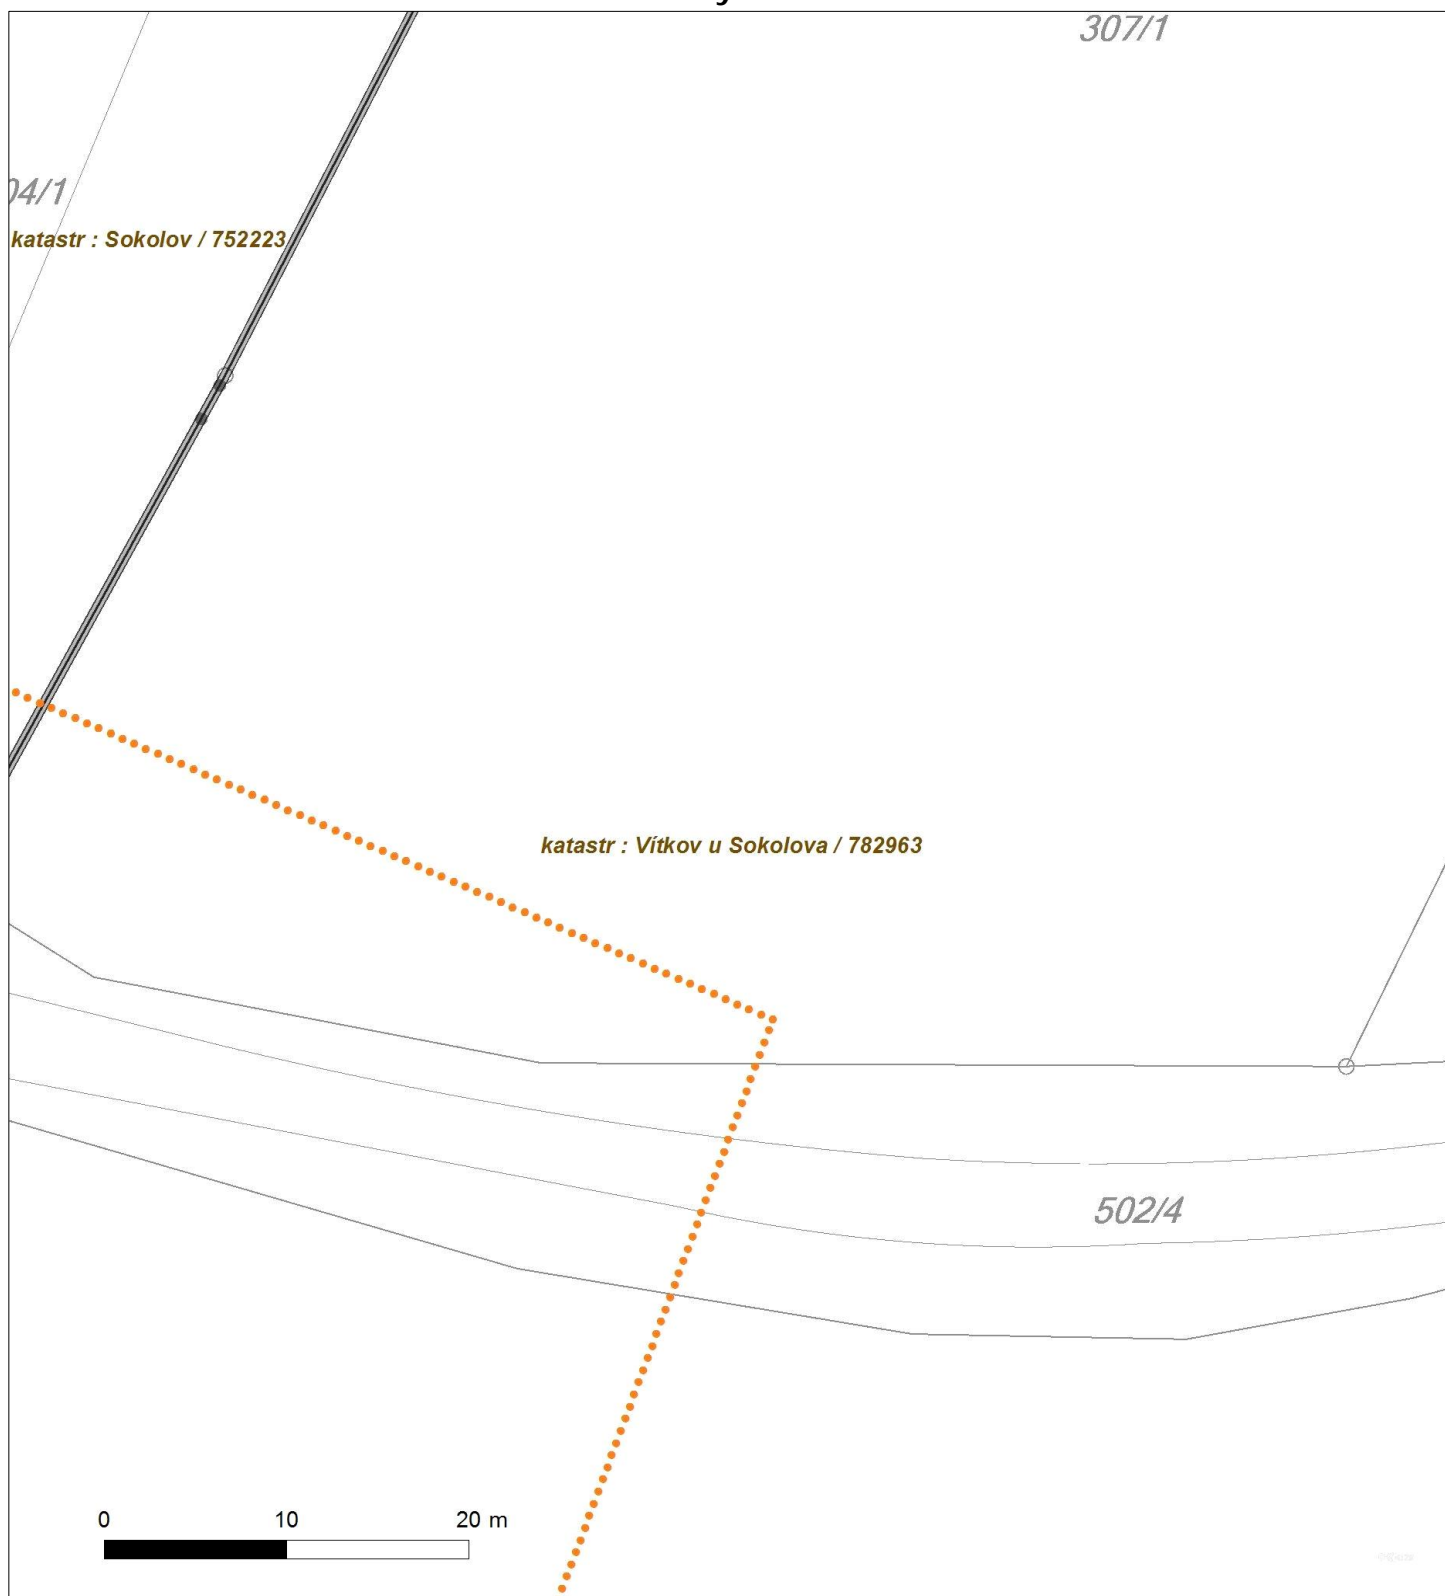 307/1
04/1
katastr : Sokolov / 752223
katastr : Vítkov u Sokolova / 782963
502/4
0 10 20 m